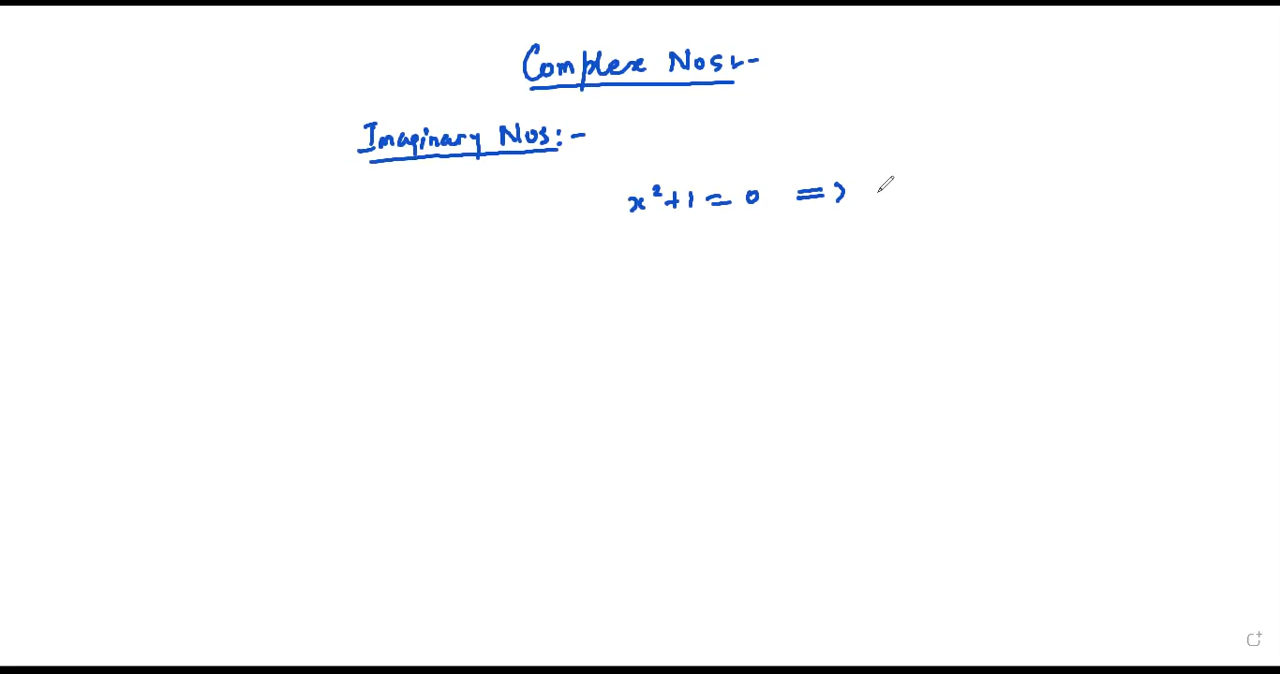 Complex Nos:-
Imaginary Nos:-
x²+1=0 =>